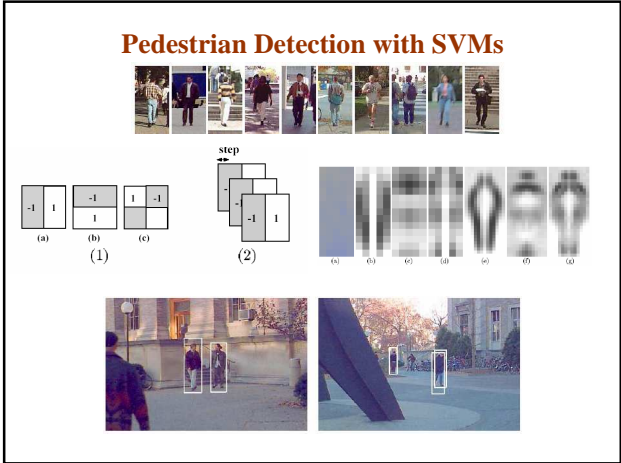 Pedestrian Detection with SVMs
step
-1 1
-1
1
1 -1
(a) (b) (c)
(1)
-1 1
(2)
(a) (b) (c) (d) (e) (f) (g)